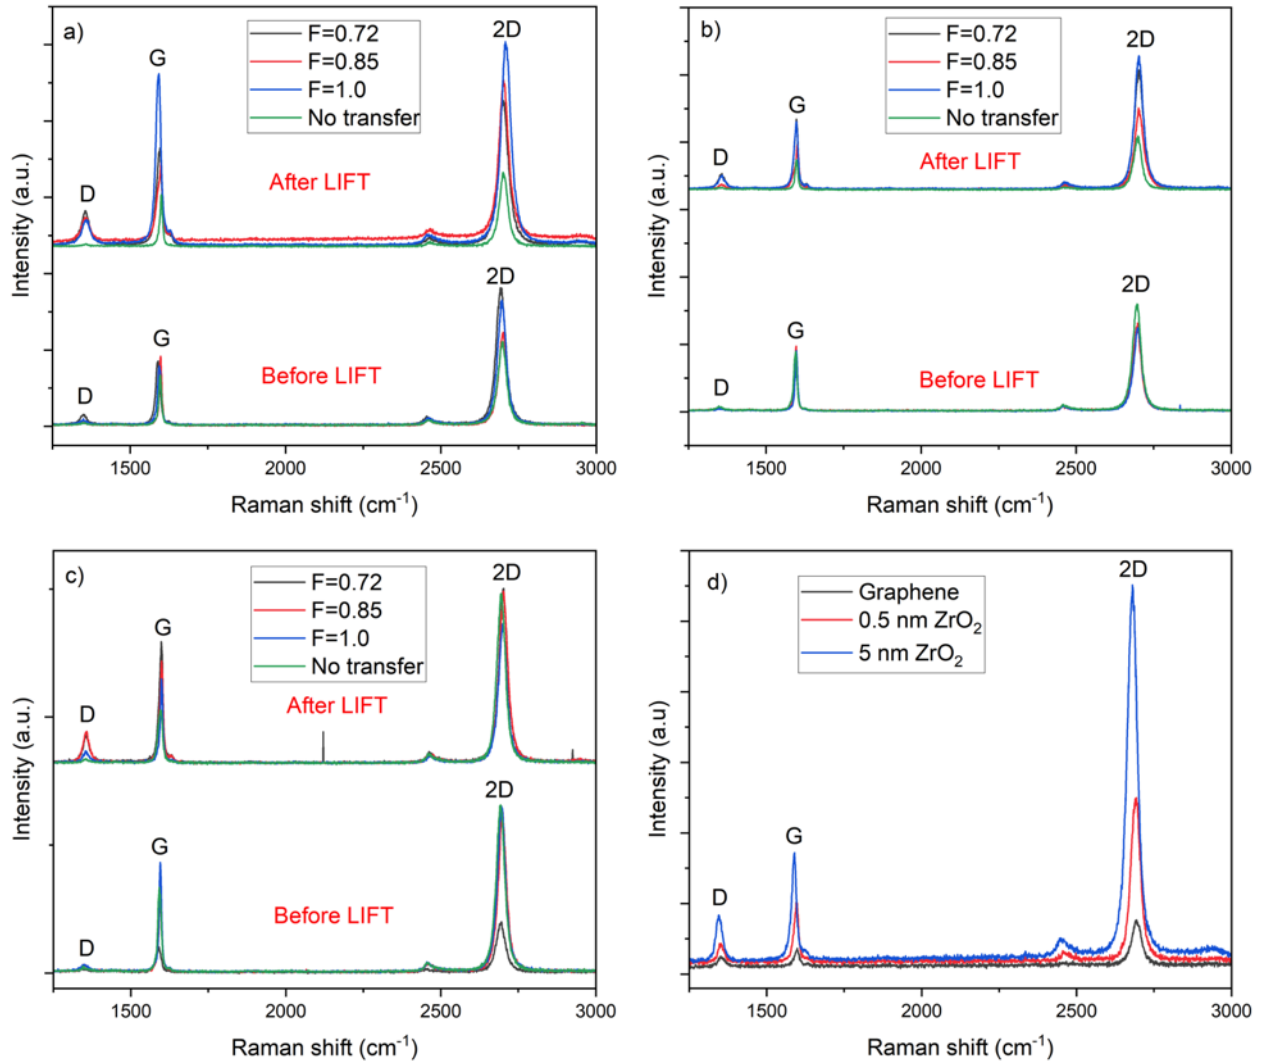 a)
F=0.72
F=0.85
F=1.0
No transfer
2D
G
D
After LIFT
2D
G
D
Before LIFT
Intensity (a.u.)
1500 2000 2500 3000
Raman shift (cm⁻¹)
b)
F=0.72
F=0.85
F=1.0
No transfer
2D
G
D
After LIFT
2D
G
D
Before LIFT
Intensity (a.u.)
1500 2000 2500 3000
Raman shift (cm⁻¹)
c)
F=0.72
F=0.85
F=1.0
No transfer
2D
G
D
After LIFT
2D
G
D
Before LIFT
Intensity (a.u.)
1500 2000 2500 3000
Raman shift (cm⁻¹)
d)
Graphene
0.5 nm ZrO₂
5 nm ZrO₂
2D
G
D
Intensity (a.u)
1500 2000 2500 3000
Raman shift (cm⁻¹)